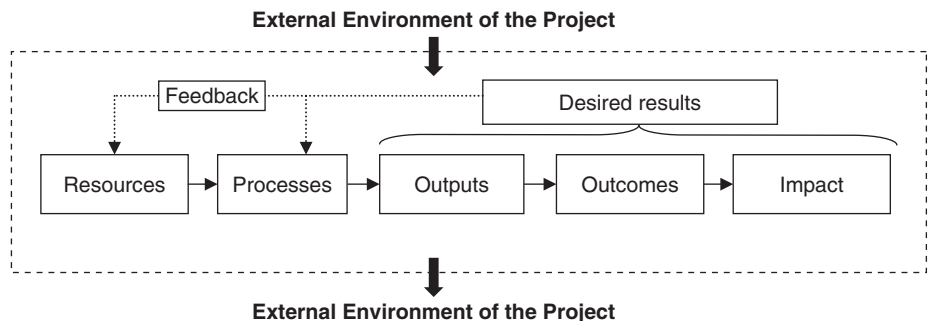 External Environment of the Project
Feedback
Desired results
Resources
Processes
Outputs
Outcomes
Impact
External Environment of the Project